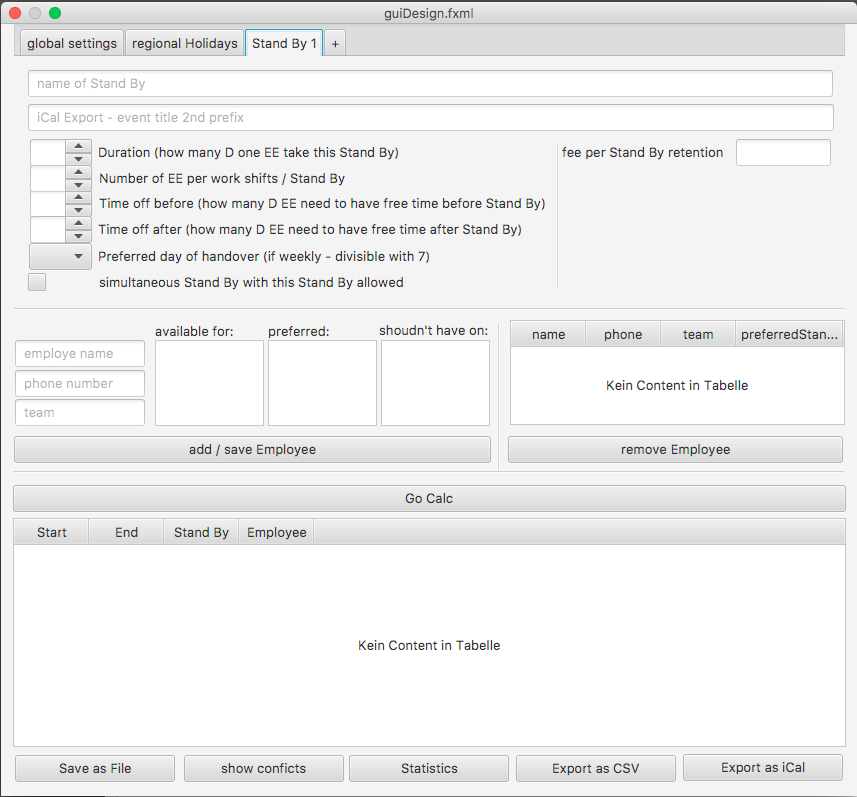 guiDesign.fxml
global settings regional Holidays Stand By 1 +
name of Stand By
iCal Export - event title 2nd prefix
Duration (how many D one EE take this Stand By) fee per Stand By retention
Number of EE per work shifts / Stand By
Time off before (how many D EE need to have free time before Stand By)
Time off after (how many D EE need to have free time after Stand By)
Preferred day of handover (if weekly - divisible with 7)
simultaneous Stand By with this Stand By allowed
available for: preferred: shoudn't have on:
name phone team preferredStan...
employe name
phone number
team
Kein Content in Tabelle
add / save Employee remove Employee
Go Calc
Start End Stand By Employee
Kein Content in Tabelle
Save as File show conficts Statistics Export as CSV Export as iCal